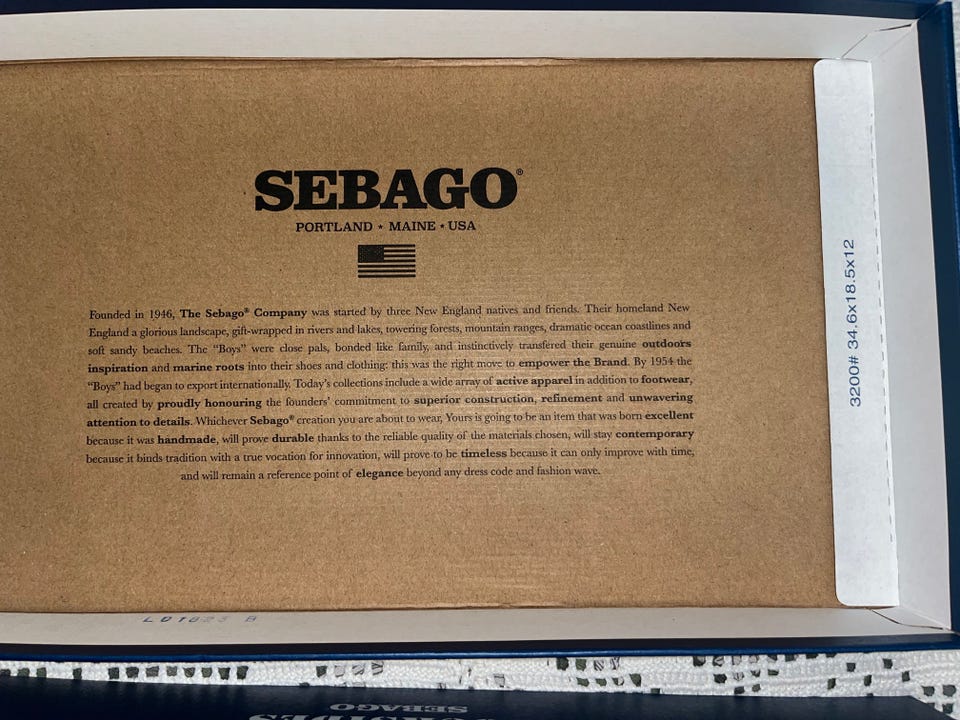 SEBAGO®
PORTLAND ★ MAINE ★ USA
Founded in 1946, The Sebago® Company was started by three New England natives and friends. Their homeland New
England a glorious landscape, gift-wrapped in rivers and lakes, towering forests, mountain ranges, dramatic ocean coastlines and
soft sandy beaches. The “Boys” were close pals, bonded like family, and instinctively transfered their genuine outdoors
inspiration and marine roots into their shoes and clothing: this was the right move to empower the Brand. By 1954 the
“Boys” had began to export internationally. Today's collections include a wide array of active apparel in addition to footwear,
all created by proudly honouring the founders' commitment to superior construction, refinement and unwavering
attention to details. Whichever Sebago® creation you are about to wear, Yours is going to be an item that was born excellent
because it was handmade, will prove durable thanks to the reliable quality of the materials chosen, will stay contemporary
because it binds tradition with a true vocation for innovation, will prove to be timeless because it can only improve with time,
and will remain a reference point of elegance beyond any dress code and fashion wave.
3200# 34.6x18.5x12
SEBAGO